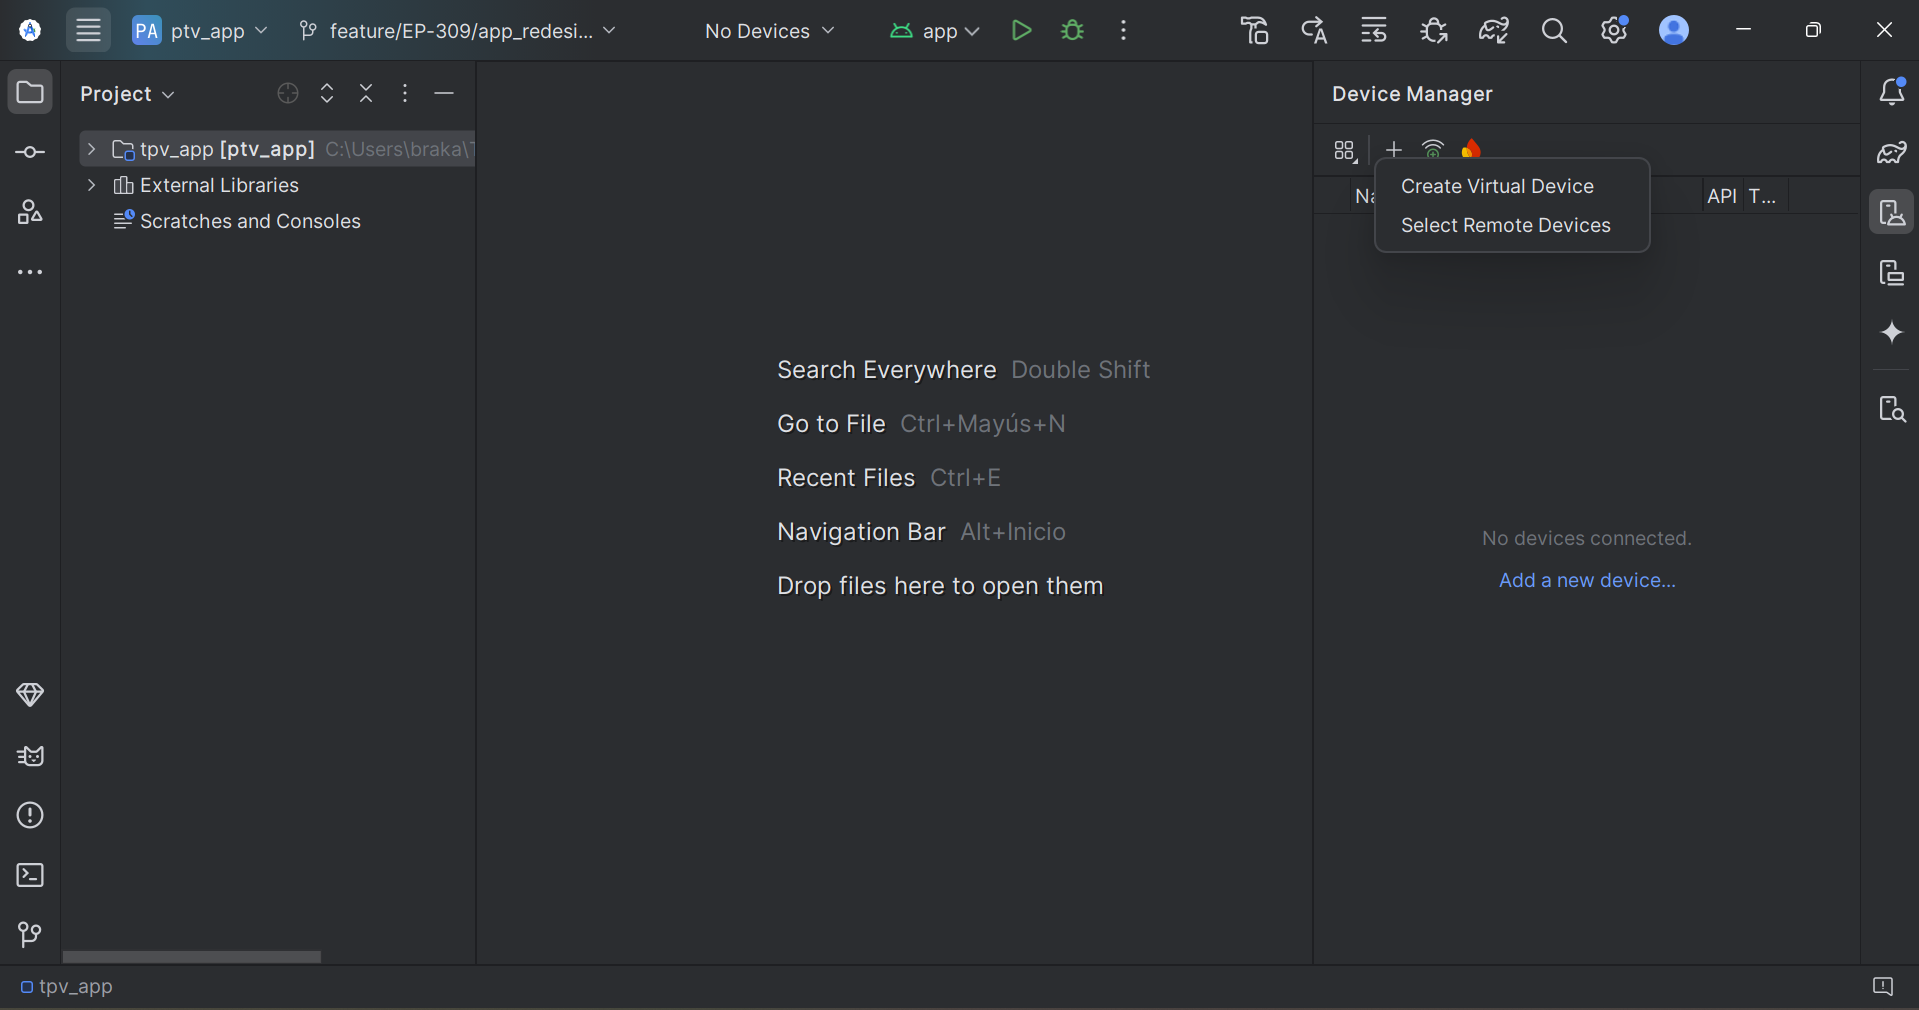 PA ptv_app feature/EP-309/app_redesi... No Devices app
Project
tpv_app [ptv_app] C:\Users\braka\
External Libraries
Scratches and Consoles
Search Everywhere Double Shift
Go to File Ctrl+Mayús+N
Recent Files Ctrl+E
Navigation Bar Alt+Inicio
Drop files here to open them
Device Manager
Create Virtual Device
Select Remote Devices
API T...
No devices connected.
Add a new device...
tpv_app